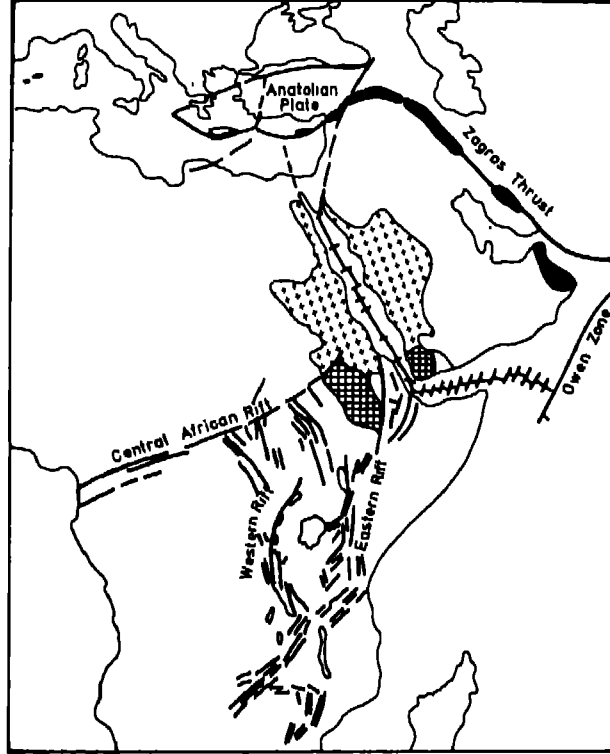 Anatolian
Plate
Zagros Thrust
Owen Zone
Central African Rift
Western Rift
Eastern Rift